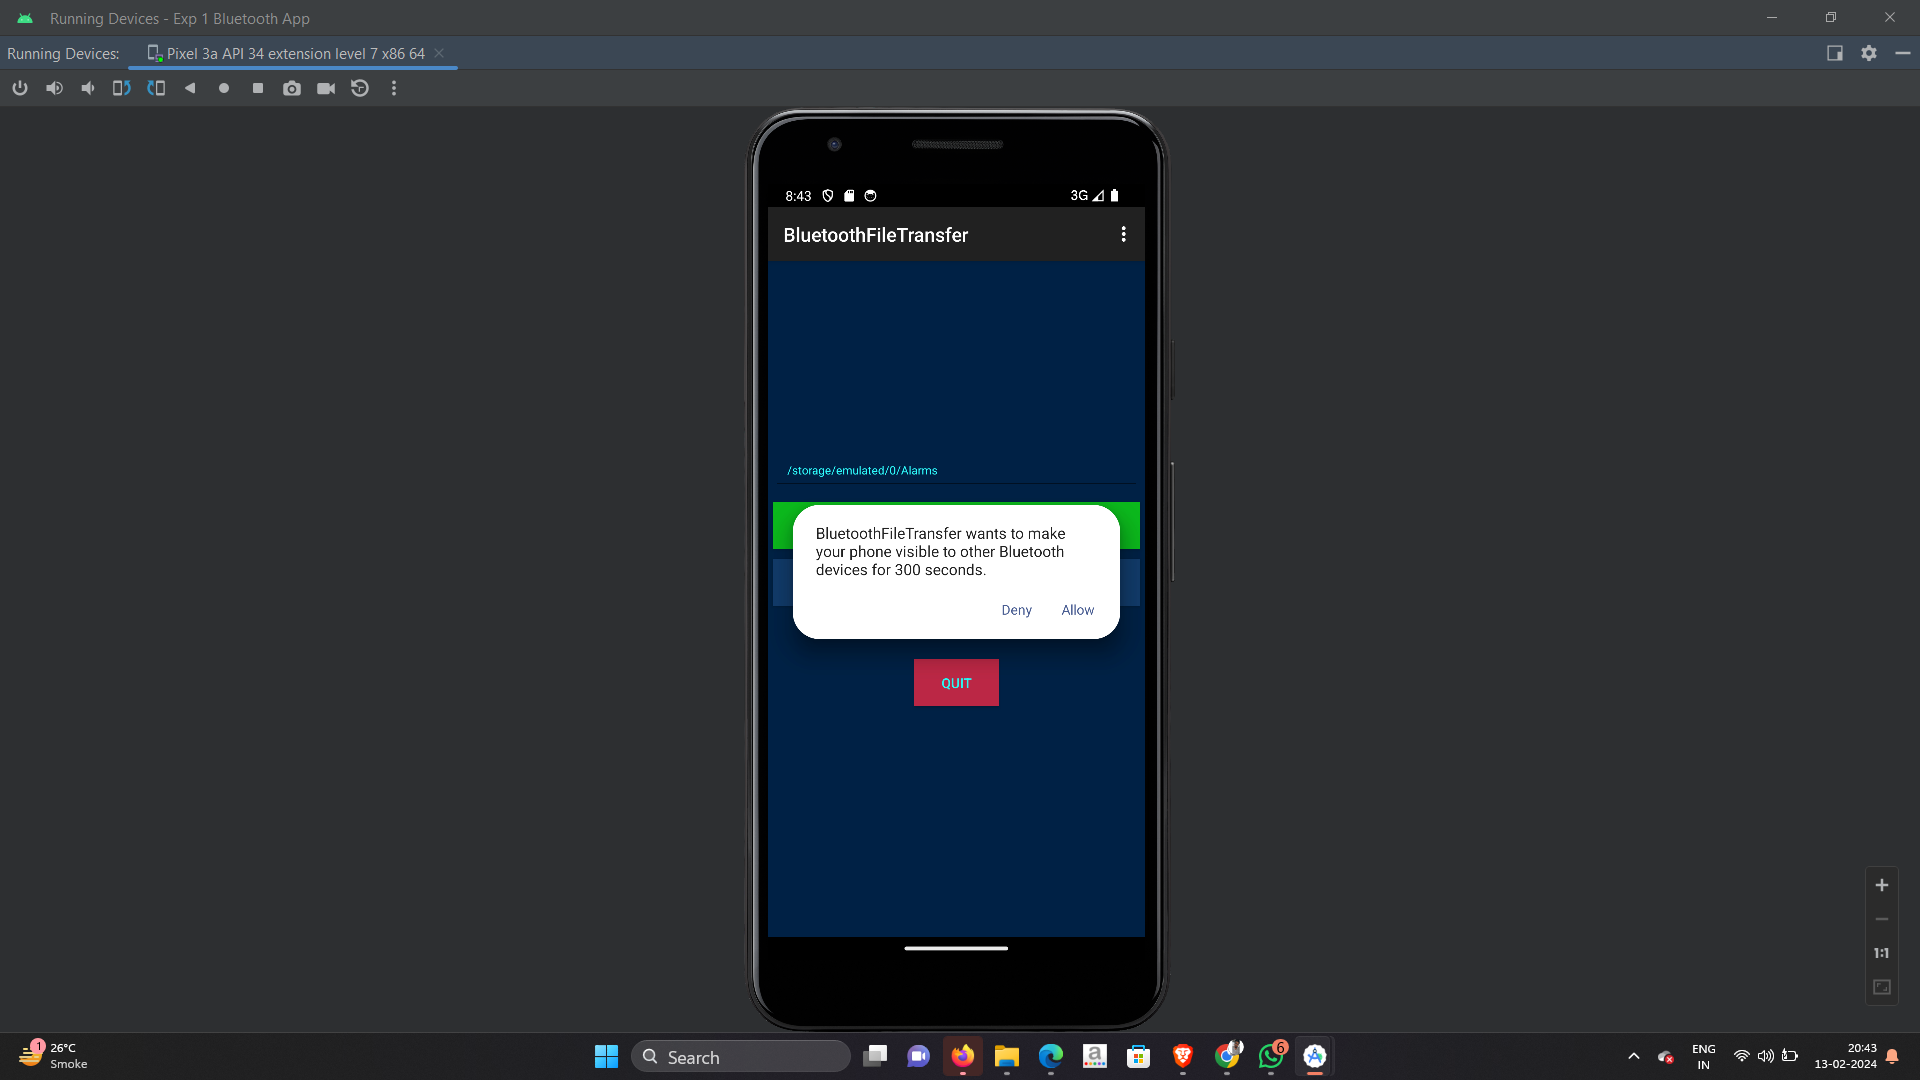 Running Devices - Exp 1 Bluetooth App
Running Devices:
Pixel 3a API 34 extension level 7 x86 64
8:43
3G
BluetoothFileTransfer
/storage/emulated/0/Alarms
BluetoothFileTransfer wants to make
your phone visible to other Bluetooth
devices for 300 seconds.
Deny Allow
QUIT
1:1
1
26°C
Smoke
Search
a
6
ENG
IN
20:43
13-02-2024